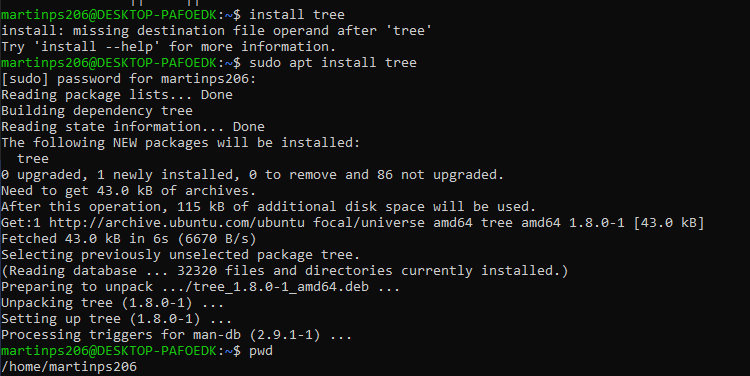 martinps206@DESKTOP-PAFOEDK:~$ install tree
install: missing destination file operand after 'tree'
Try 'install --help' for more information.
martinps206@DESKTOP-PAFOEDK:~$ sudo apt install tree
[sudo] password for martinps206:
Reading package lists... Done
Building dependency tree
Reading state information... Done
The following NEW packages will be installed:
  tree
0 upgraded, 1 newly installed, 0 to remove and 86 not upgraded.
Need to get 43.0 kB of archives.
After this operation, 115 kB of additional disk space will be used.
Get:1 http://archive.ubuntu.com/ubuntu focal/universe amd64 tree amd64 1.8.0-1 [43.0 kB]
Fetched 43.0 kB in 6s (6670 B/s)
Selecting previously unselected package tree.
(Reading database ... 32320 files and directories currently installed.)
Preparing to unpack .../tree_1.8.0-1_amd64.deb ...
Unpacking tree (1.8.0-1) ...
Setting up tree (1.8.0-1) ...
Processing triggers for man-db (2.9.1-1) ...
martinps206@DESKTOP-PAFOEDK:~$ pwd
/home/martinps206